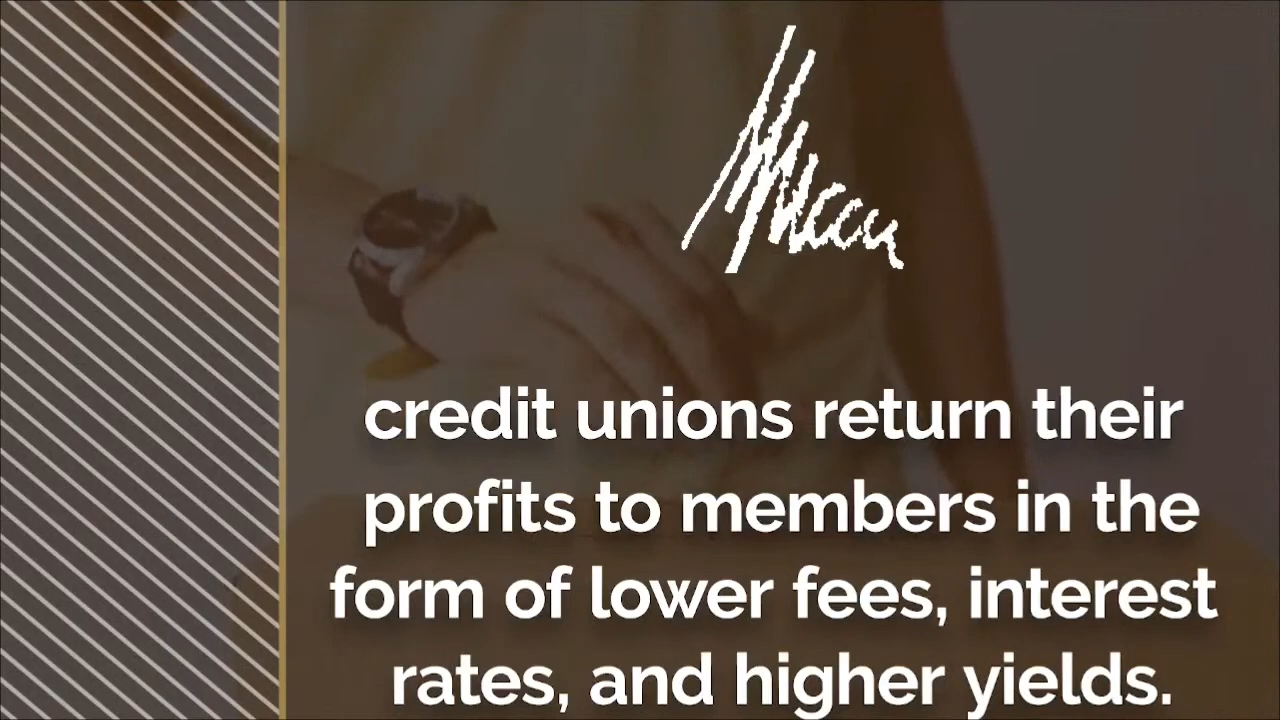 credit unions return their
profits to members in the
form of lower fees, interest
rates, and higher yields.